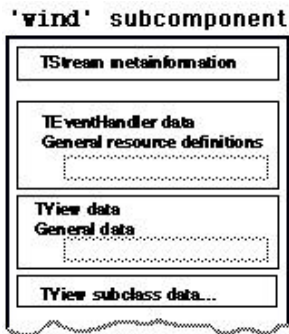 'wind' subcomponent
TStream metainformation
TEventHandler data
General resource definitions
TView data
General data
TView subclass data...